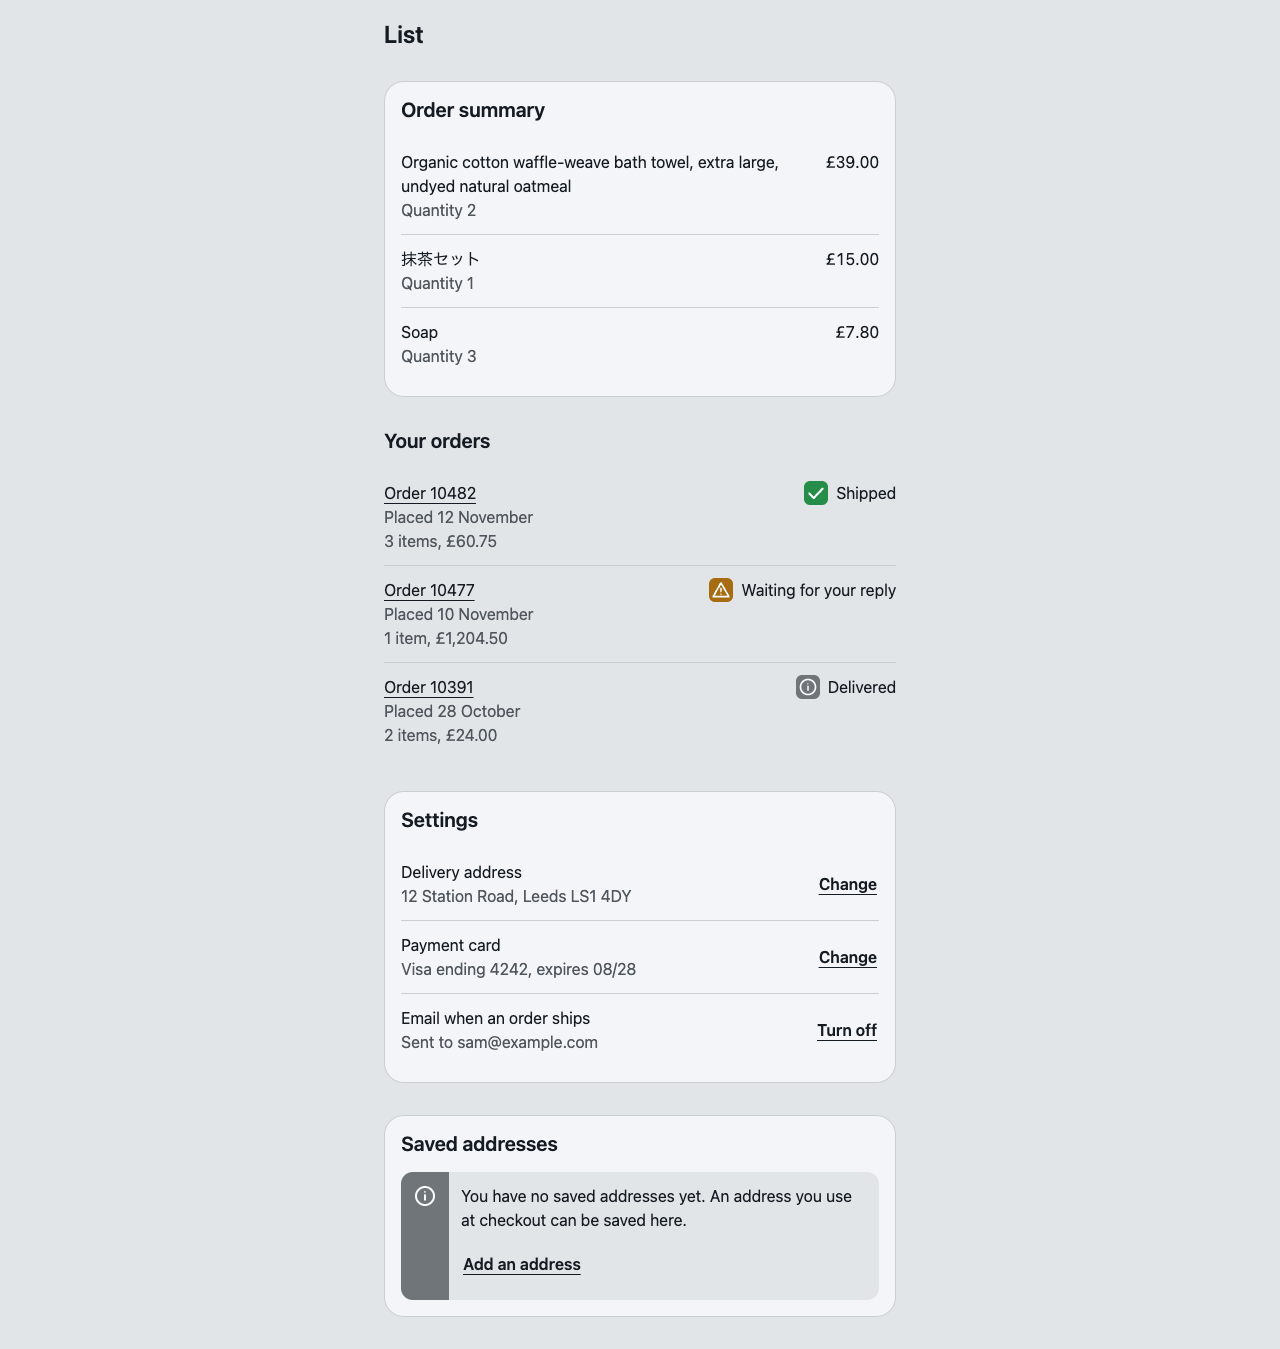 List
Order summary
Organic cotton waffle-weave bath towel, extra large,
undyed natural oatmeal
£39.00
Quantity 2
抹茶セット
£15.00
Quantity 1
Soap
£7.80
Quantity 3
Your orders
Order 10482
Shipped
Placed 12 November
3 items, £60.75
Order 10477
Waiting for your reply
Placed 10 November
1 item, £1,204.50
Order 10391
Delivered
Placed 28 October
2 items, £24.00
Settings
Delivery address
12 Station Road, Leeds LS1 4DY
Change
Payment card
Visa ending 4242, expires 08/28
Change
Email when an order ships
Sent to sam@example.com
Turn off
Saved addresses
You have no saved addresses yet. An address you use
at checkout can be saved here.
Add an address